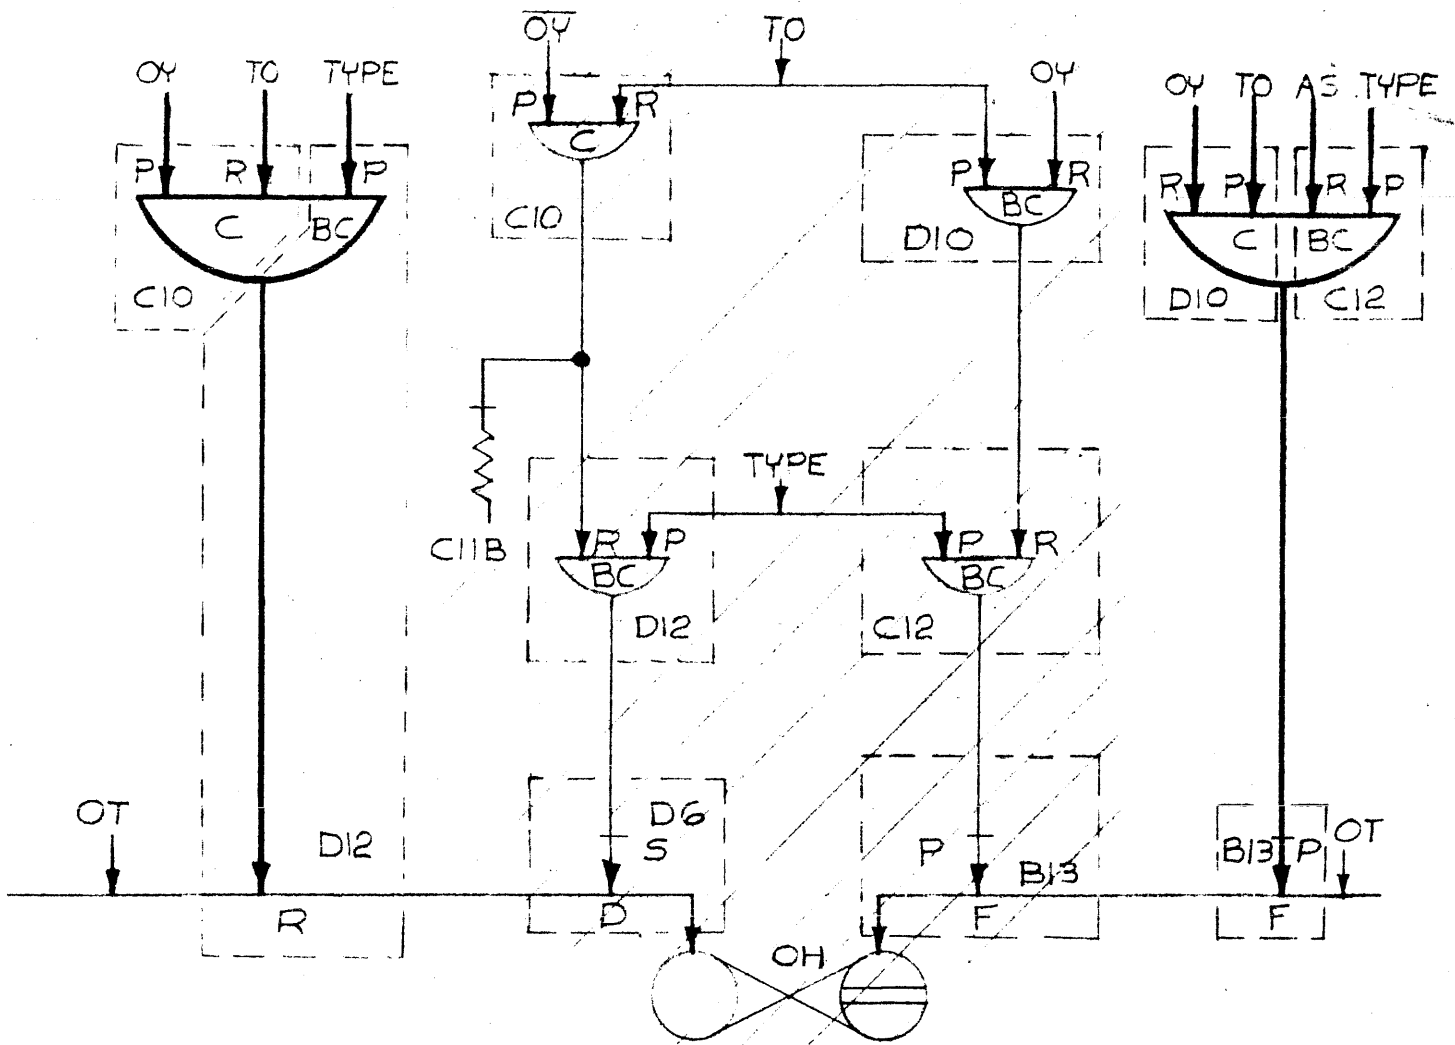 OY TO TYPE
P R P
C BC
C10
D12
R
OT
O̅Y̅
TO
OY
P R
C
C10
P R
BC
D10
C11B
TYPE
R P
BC
D12
P R
BC
C12
D6
S
D
P
B13
F
OH
OY TO AS TYPE
R P R P
C BC
D10 C12
B13 P
OT
F